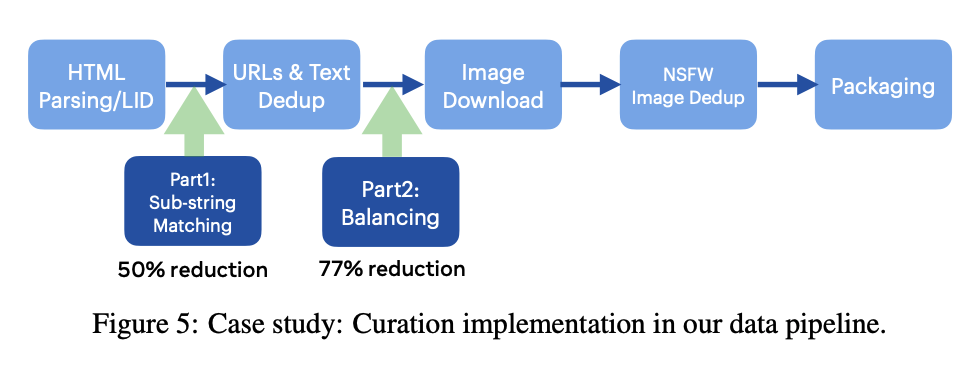 HTML
Parsing/LID
URLs & Text
Dedup
Image
Download
NSFW
Image Dedup
Packaging
Part1:
Sub-string
Matching
Part2:
Balancing
50% reduction
77% reduction
Figure 5: Case study: Curation implementation in our data pipeline.